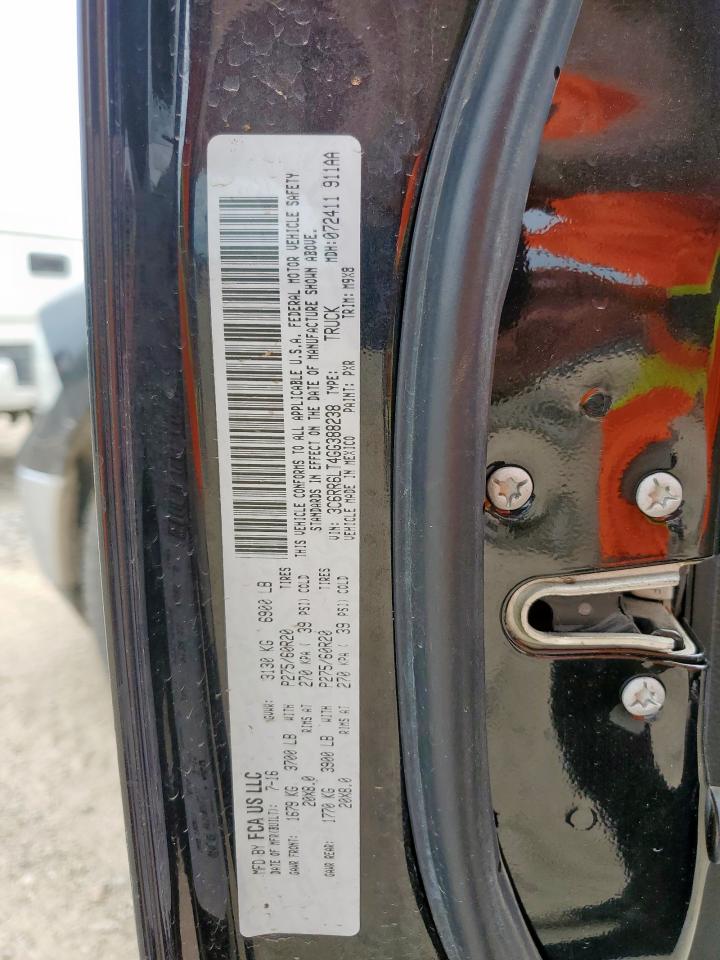 MFD BY FCA US LLC
DATE OF MFR(BUILT): 7-16 GVWR: 3130 KG 6900 LB
GAWR FRONT: 1679 KG 3700 LB WITH P275/60R20 TIRES
20X8.0 RIMS AT 270 KPA ( 39 PSI) COLD
GAWR REAR: 1770 KG 3900 LB WITH P275/60R20 TIRES
20X8.0 RIMS AT 270 KPA ( 39 PSI) COLD
THIS VEHICLE CONFORMS TO ALL APPLICABLE U.S.A. FEDERAL MOTOR VEHICLE SAFETY
STANDARDS IN EFFECT ON THE DATE OF MANUFACTURE SHOWN ABOVE.
VIN: 3C6RR6LT4GG388238 TYPE: TRUCK MDH:072411 911AA
VEHICLE MADE IN MEXICO PAINT: PXR TRIM: M9X8